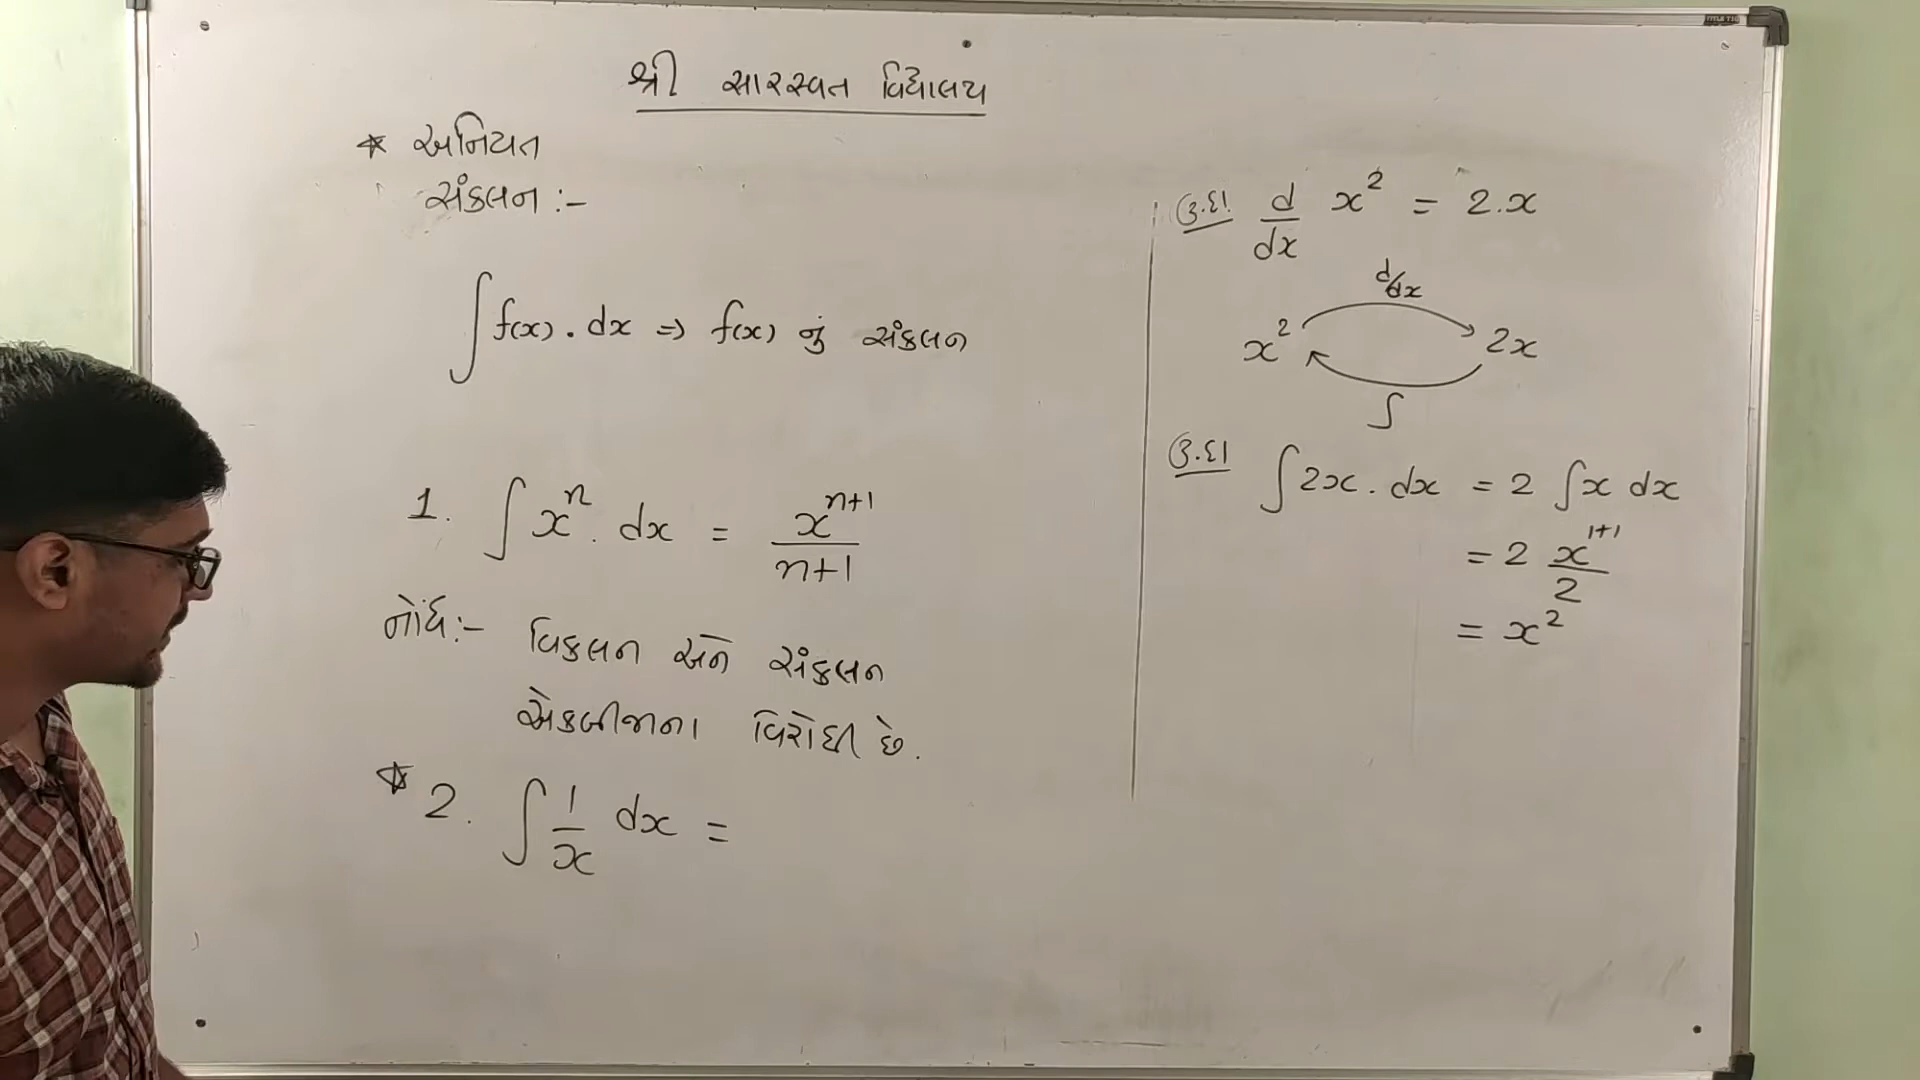 શ્રી સારસ્વત વિદ્યાલય
* અનિયત
સંકલન :-
∫ f(x) . dx => f(x) નું સંકલન
1. ∫ xⁿ . dx = xⁿ⁺¹ / n+1
નોંધ :- વિકલન અને સંકલન
એકબીજાના વિરોધી છે.
* 2. ∫ 1/x dx =
ઉ.દા. d/dx x² = 2.x
d/dx
x² 2x
∫
ઉ.દા. ∫ 2x . dx = 2 ∫ x dx
= 2 x¹⁺¹ / 2
= x²